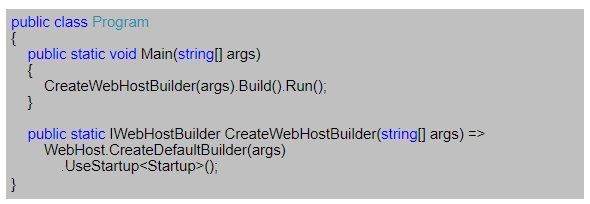 public class Program
{
    public static void Main(string[] args)
    {
        CreateWebHostBuilder(args).Build().Run();
    }
    public static IWebHostBuilder CreateWebHostBuilder(string[] args) =>
        WebHost.CreateDefaultBuilder(args)
            .UseStartup<Startup>();
}